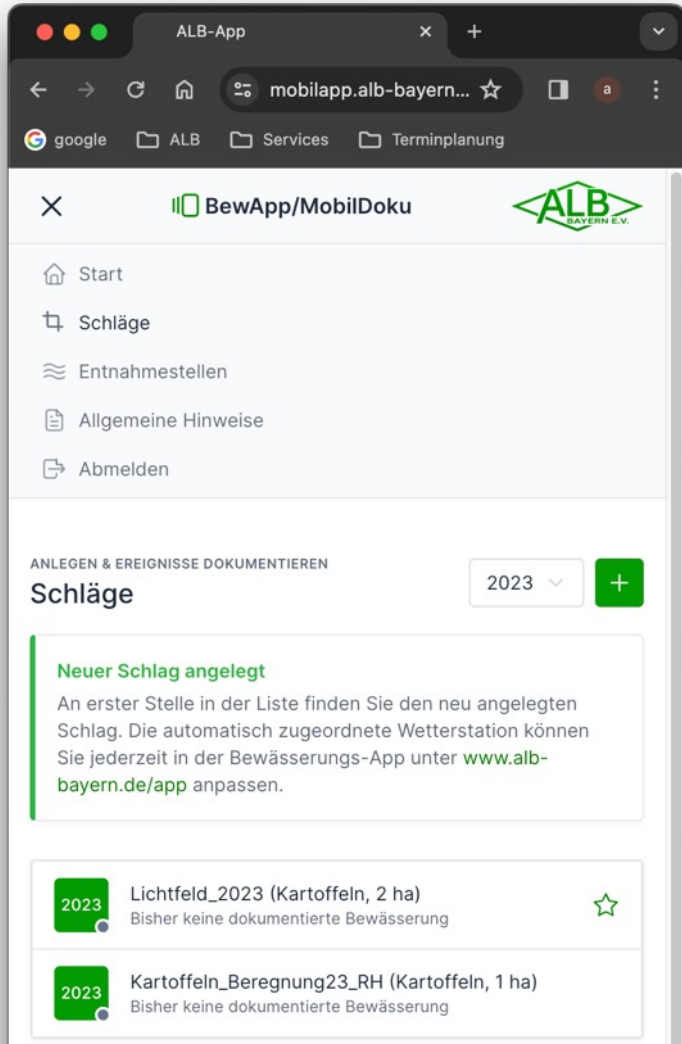 ALB-App
mobilapp.alb-bayern...
a
google
ALB
Services
Terminplanung
BewApp/MobilDoku
ALB
BAYERN E.V.
Start
Schläge
Entnahmestellen
Allgemeine Hinweise
Abmelden
ANLEGEN & EREIGNISSE DOKUMENTIEREN
Schläge
2023
Neuer Schlag angelegt
An erster Stelle in der Liste finden Sie den neu angelegten
Schlag. Die automatisch zugeordnete Wetterstation können
Sie jederzeit in der Bewässerungs-App unter www.alb-
bayern.de/app anpassen.
2023
Lichtfeld_2023 (Kartoffeln, 2 ha)
Bisher keine dokumentierte Bewässerung
2023
Kartoffeln_Beregnung23_RH (Kartoffeln, 1 ha)
Bisher keine dokumentierte Bewässerung